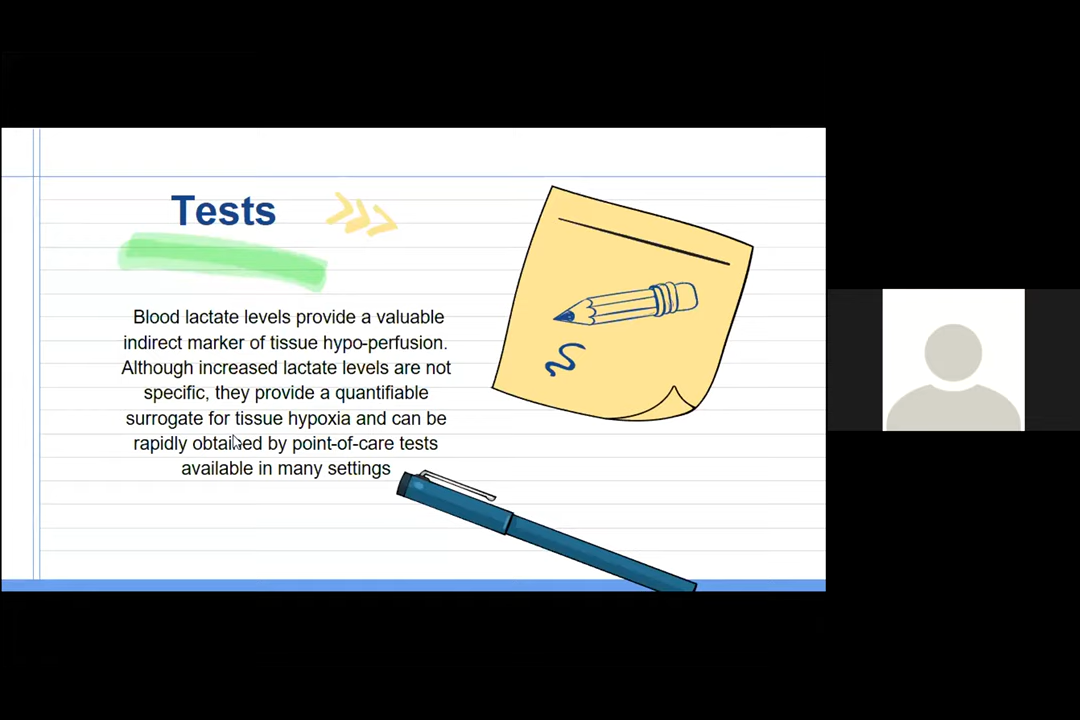 Tests
Blood lactate levels provide a valuable
indirect marker of tissue hypo-perfusion.
Although increased lactate levels are not
specific, they provide a quantifiable
surrogate for tissue hypoxia and can be
rapidly obtained by point-of-care tests
available in many settings